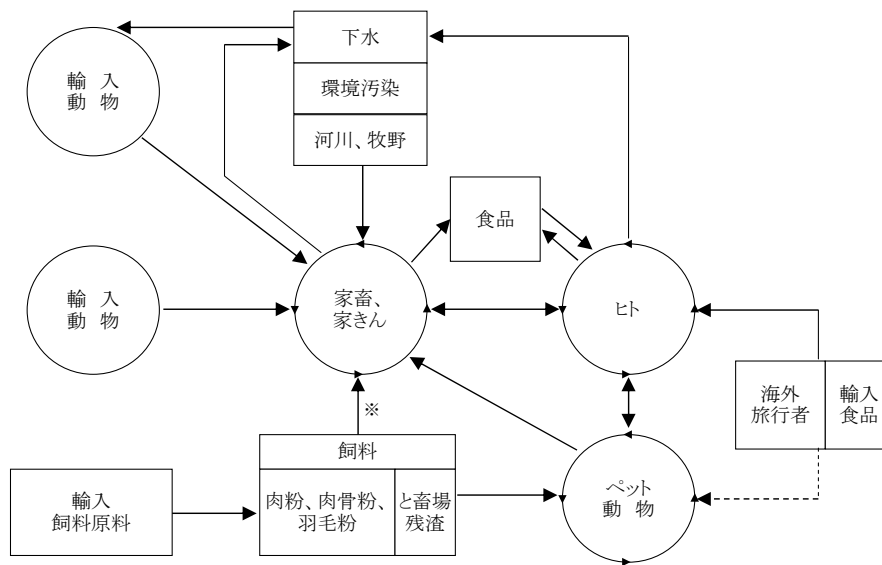 下水
輸入
動物
環境汚染
河川、牧野
食品
輸入
動物
家畜、
家きん
ヒト
海外
旅行者
輸入
食品
※
飼料
輸入
飼料原料
肉粉、肉骨粉、
羽毛粉
と畜場
残渣
ペット
動物